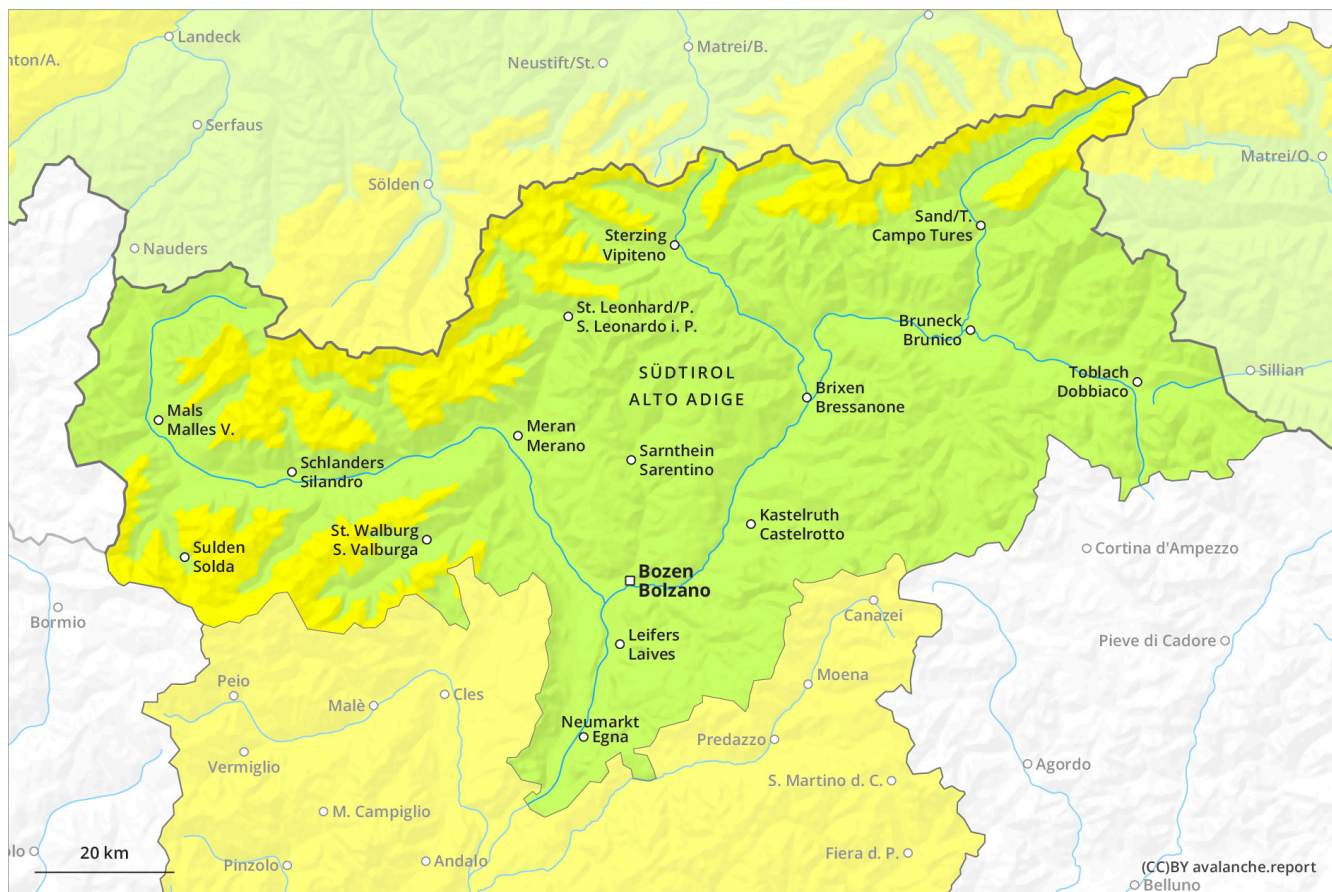 Landeck
Matrei/B.
nton/A.
Neustift/St.
Serfaus
Matrei/O.
Sölden
Sand/T.
Campo Tures
Sterzing
Vipiteno
Nauders
St. Leonhard/P.
S. Leonardo i. P.
Bruneck
Brunico
SÜDTIROL
ALTO ADIGE
Toblach
Dobbiaco
Sillian
Brixen
Bressanone
Mals
Malles V.
Meran
Merano
Sarnthein
Sarentino
Schlanders
Silandro
Kastelruth
Castelrotto
St. Walburg
S. Valburga
Sulden
Solda
Cortina d'Ampezzo
Bozen
Bolzano
Bormio
Canazei
Leifers
Laives
Pieve di Cadore
Moena
Peio
Cles
Malè
Neumarkt
Egna
Predazzo
Vermiglio
Agordo
S. Martino d. C.
M. Campiglio
20 km
olo
Pinzolo
Andalo
Fiera d. P.
(CC)BY avalanche.report
Belluno